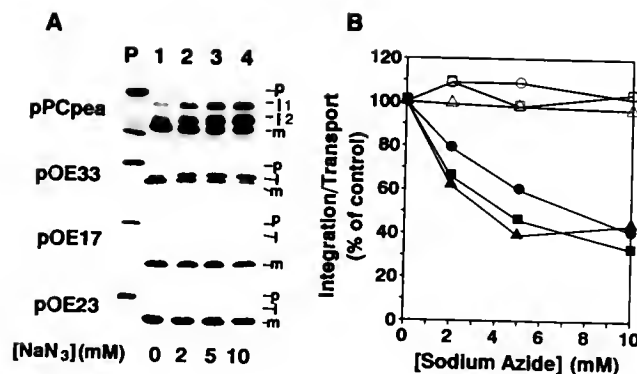 A
P 1 2 3 4
pPCpea
p
I1
I2
m
pOE33
p
I
m
pOE17
p
I
m
pOE23
p
I
m
[NaN3](mM) 0 2 5 10
B
Integration/Transport
(% of control)
120
100
80
60
40
20
0
0 2 4 6 8 10
[Sodium Azide] (mM)